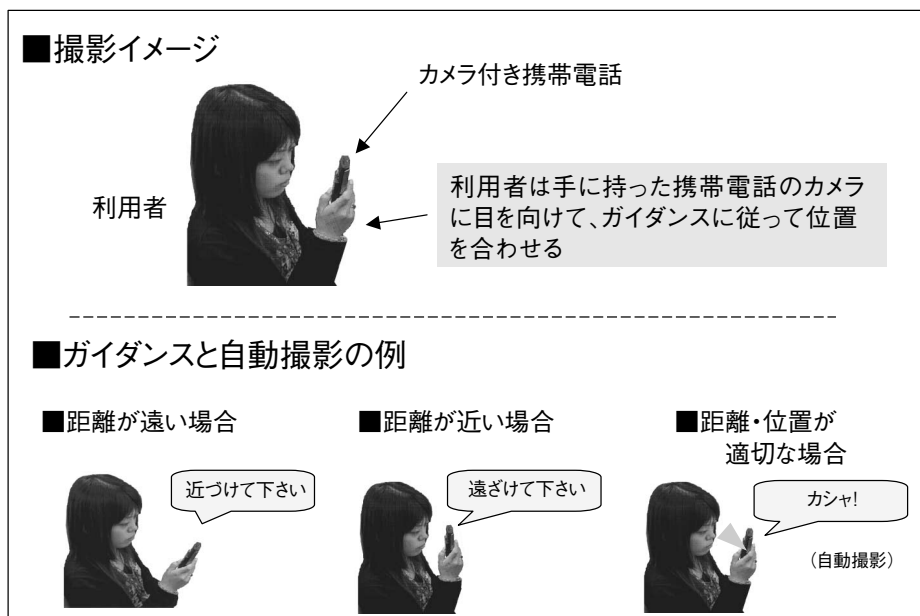 ■撮影イメージ
カメラ付き携帯電話
利用者
利用者は手に持った携帯電話のカメラ
に目を向けて、ガイダンスに従って位置
を合わせる
■ガイダンスと自動撮影の例
■距離が遠い場合
近づけて下さい
■距離が近い場合
遠ざけて下さい
■距離・位置が
適切な場合
カシャ!
（自動撮影）